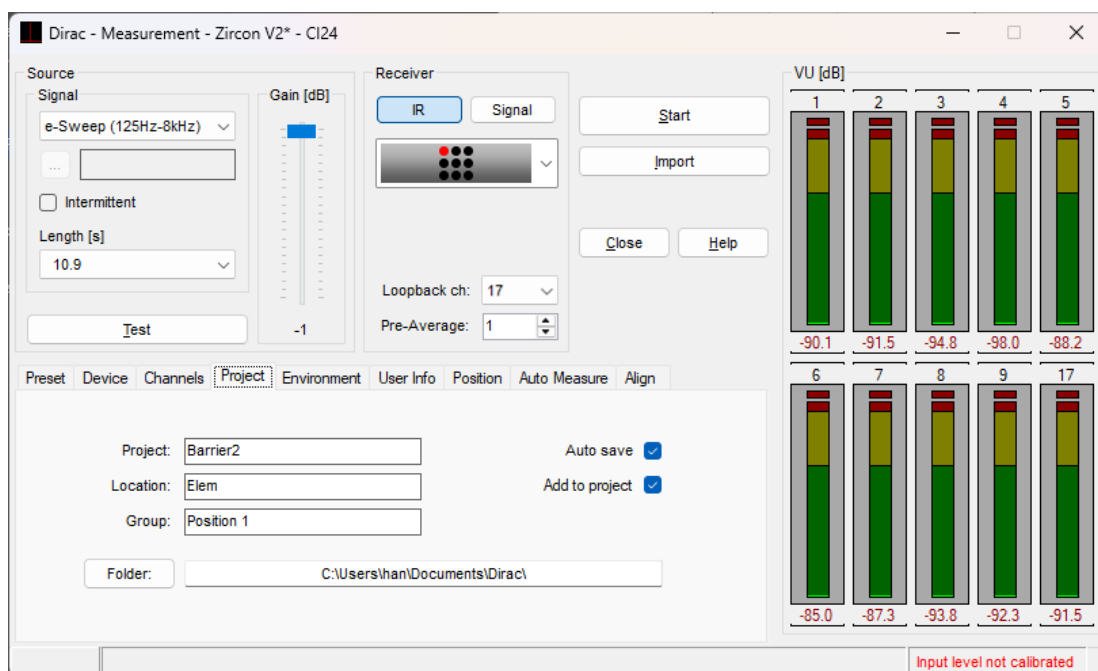 Dirac - Measurement - Zircon V2* - CI24
Source
Signal
Gain [dB]
e-Sweep (125Hz-8kHz)
...
Intermittent
Length [s]
10.9
Test
-1
Receiver
IR
Signal
Loopback ch:
17
Pre-Average:
1
Start
Import
Close
Help
VU [dB]
1 2 3 4 5
-90.1 -91.5 -94.8 -98.0 -88.2
6 7 8 9 17
-85.0 -87.3 -93.8 -92.3 -91.5
Preset Device Channels Project Environment User Info Position Auto Measure Align
Project: Barrier2
Auto save
Location: Elem
Add to project
Group: Position 1
Folder: C:\Users\han\Documents\Dirac\
Input level not calibrated